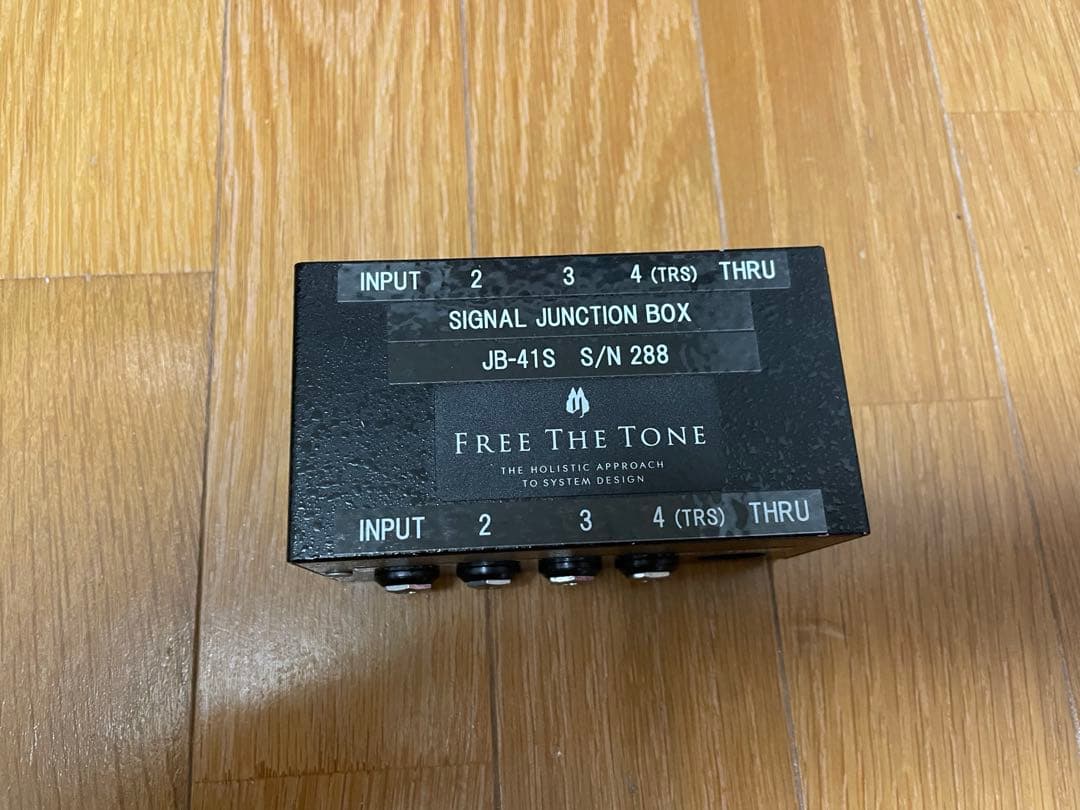 INPUT 2 3 4 (TRS) THRU
SIGNAL JUNCTION BOX
JB-41S S/N 288
FREE THE TONE
THE HOLISTIC APPROACH
TO SYSTEM DESIGN
INPUT 2 3 4 (TRS) THRU